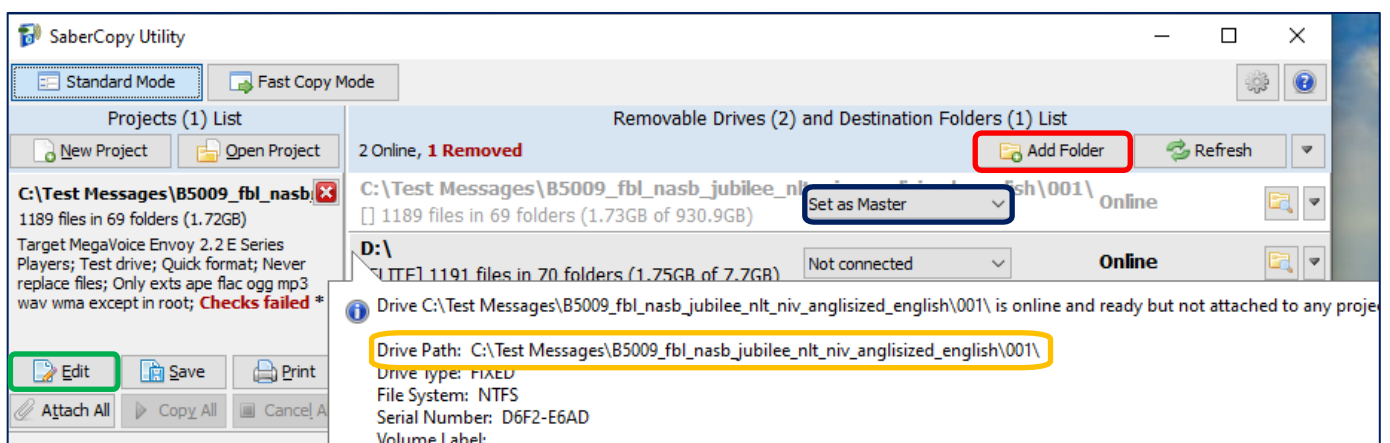 SaberCopy Utility
Standard Mode Fast Copy Mode
Projects (1) List
Removable Drives (2) and Destination Folders (1) List
New Project Open Project
2 Online, 1 Removed Add Folder Refresh
C:\Test Messages\B5009_fbl_nasb
1189 files in 69 folders (1.72GB)
Target MegaVoice Envoy 2.2 E Series
Players; Test drive; Quick format; Never
replace files; Only exts ape flac ogg mp3
wav wma except in root; Checks failed *
Edit Save Print
Attach All Copy All Cancel A
C:\Test Messages\B5009_fbl_nasb_jubilee_nlt \001\ Online
[] 1189 files in 69 folders (1.73GB of 930.9GB) Set as Master
D:\
1191 files in 70 folders (1.75GB of 7.7GB) Not connected Online
Drive C:\Test Messages\B5009_fbl_nasb_jubilee_nlt_niv_anglisized_english\001\ is online and ready but not attached to any proje
Drive Path: C:\Test Messages\B5009_fbl_nasb_jubilee_nlt_niv_anglisized_english\001\
Drive Type: FIXED
File System: NTFS
Serial Number: D6F2-E6AD
Volume Label: